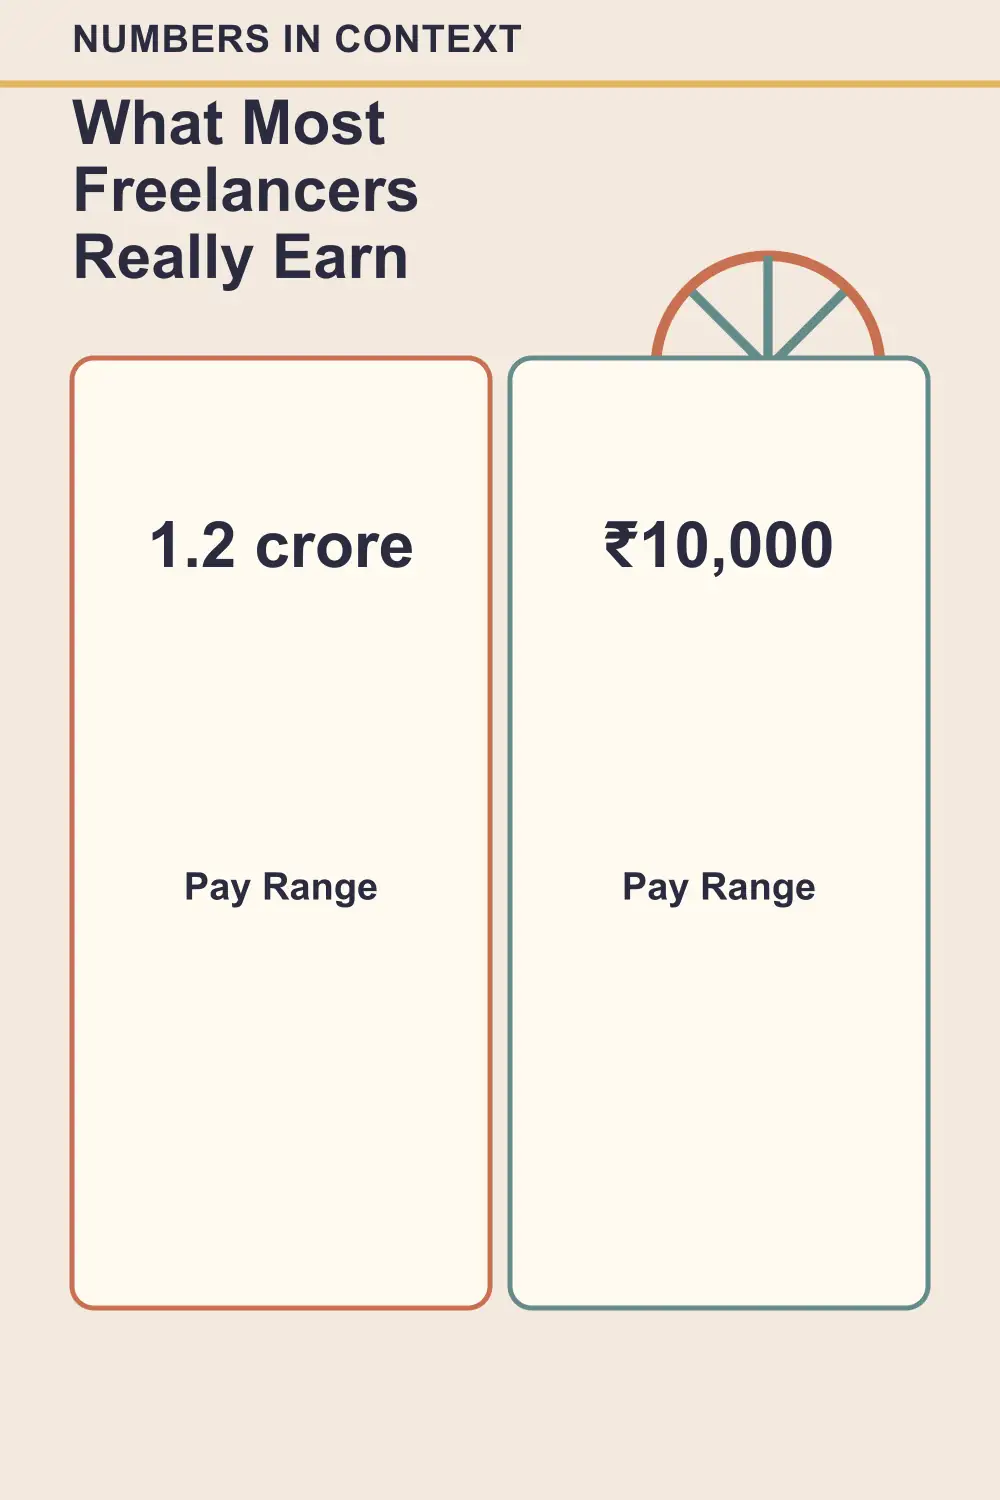 NUMBERS IN CONTEXT
What Most
Freelancers
Really Earn
1.2 crore
Pay Range
₹10,000
Pay Range